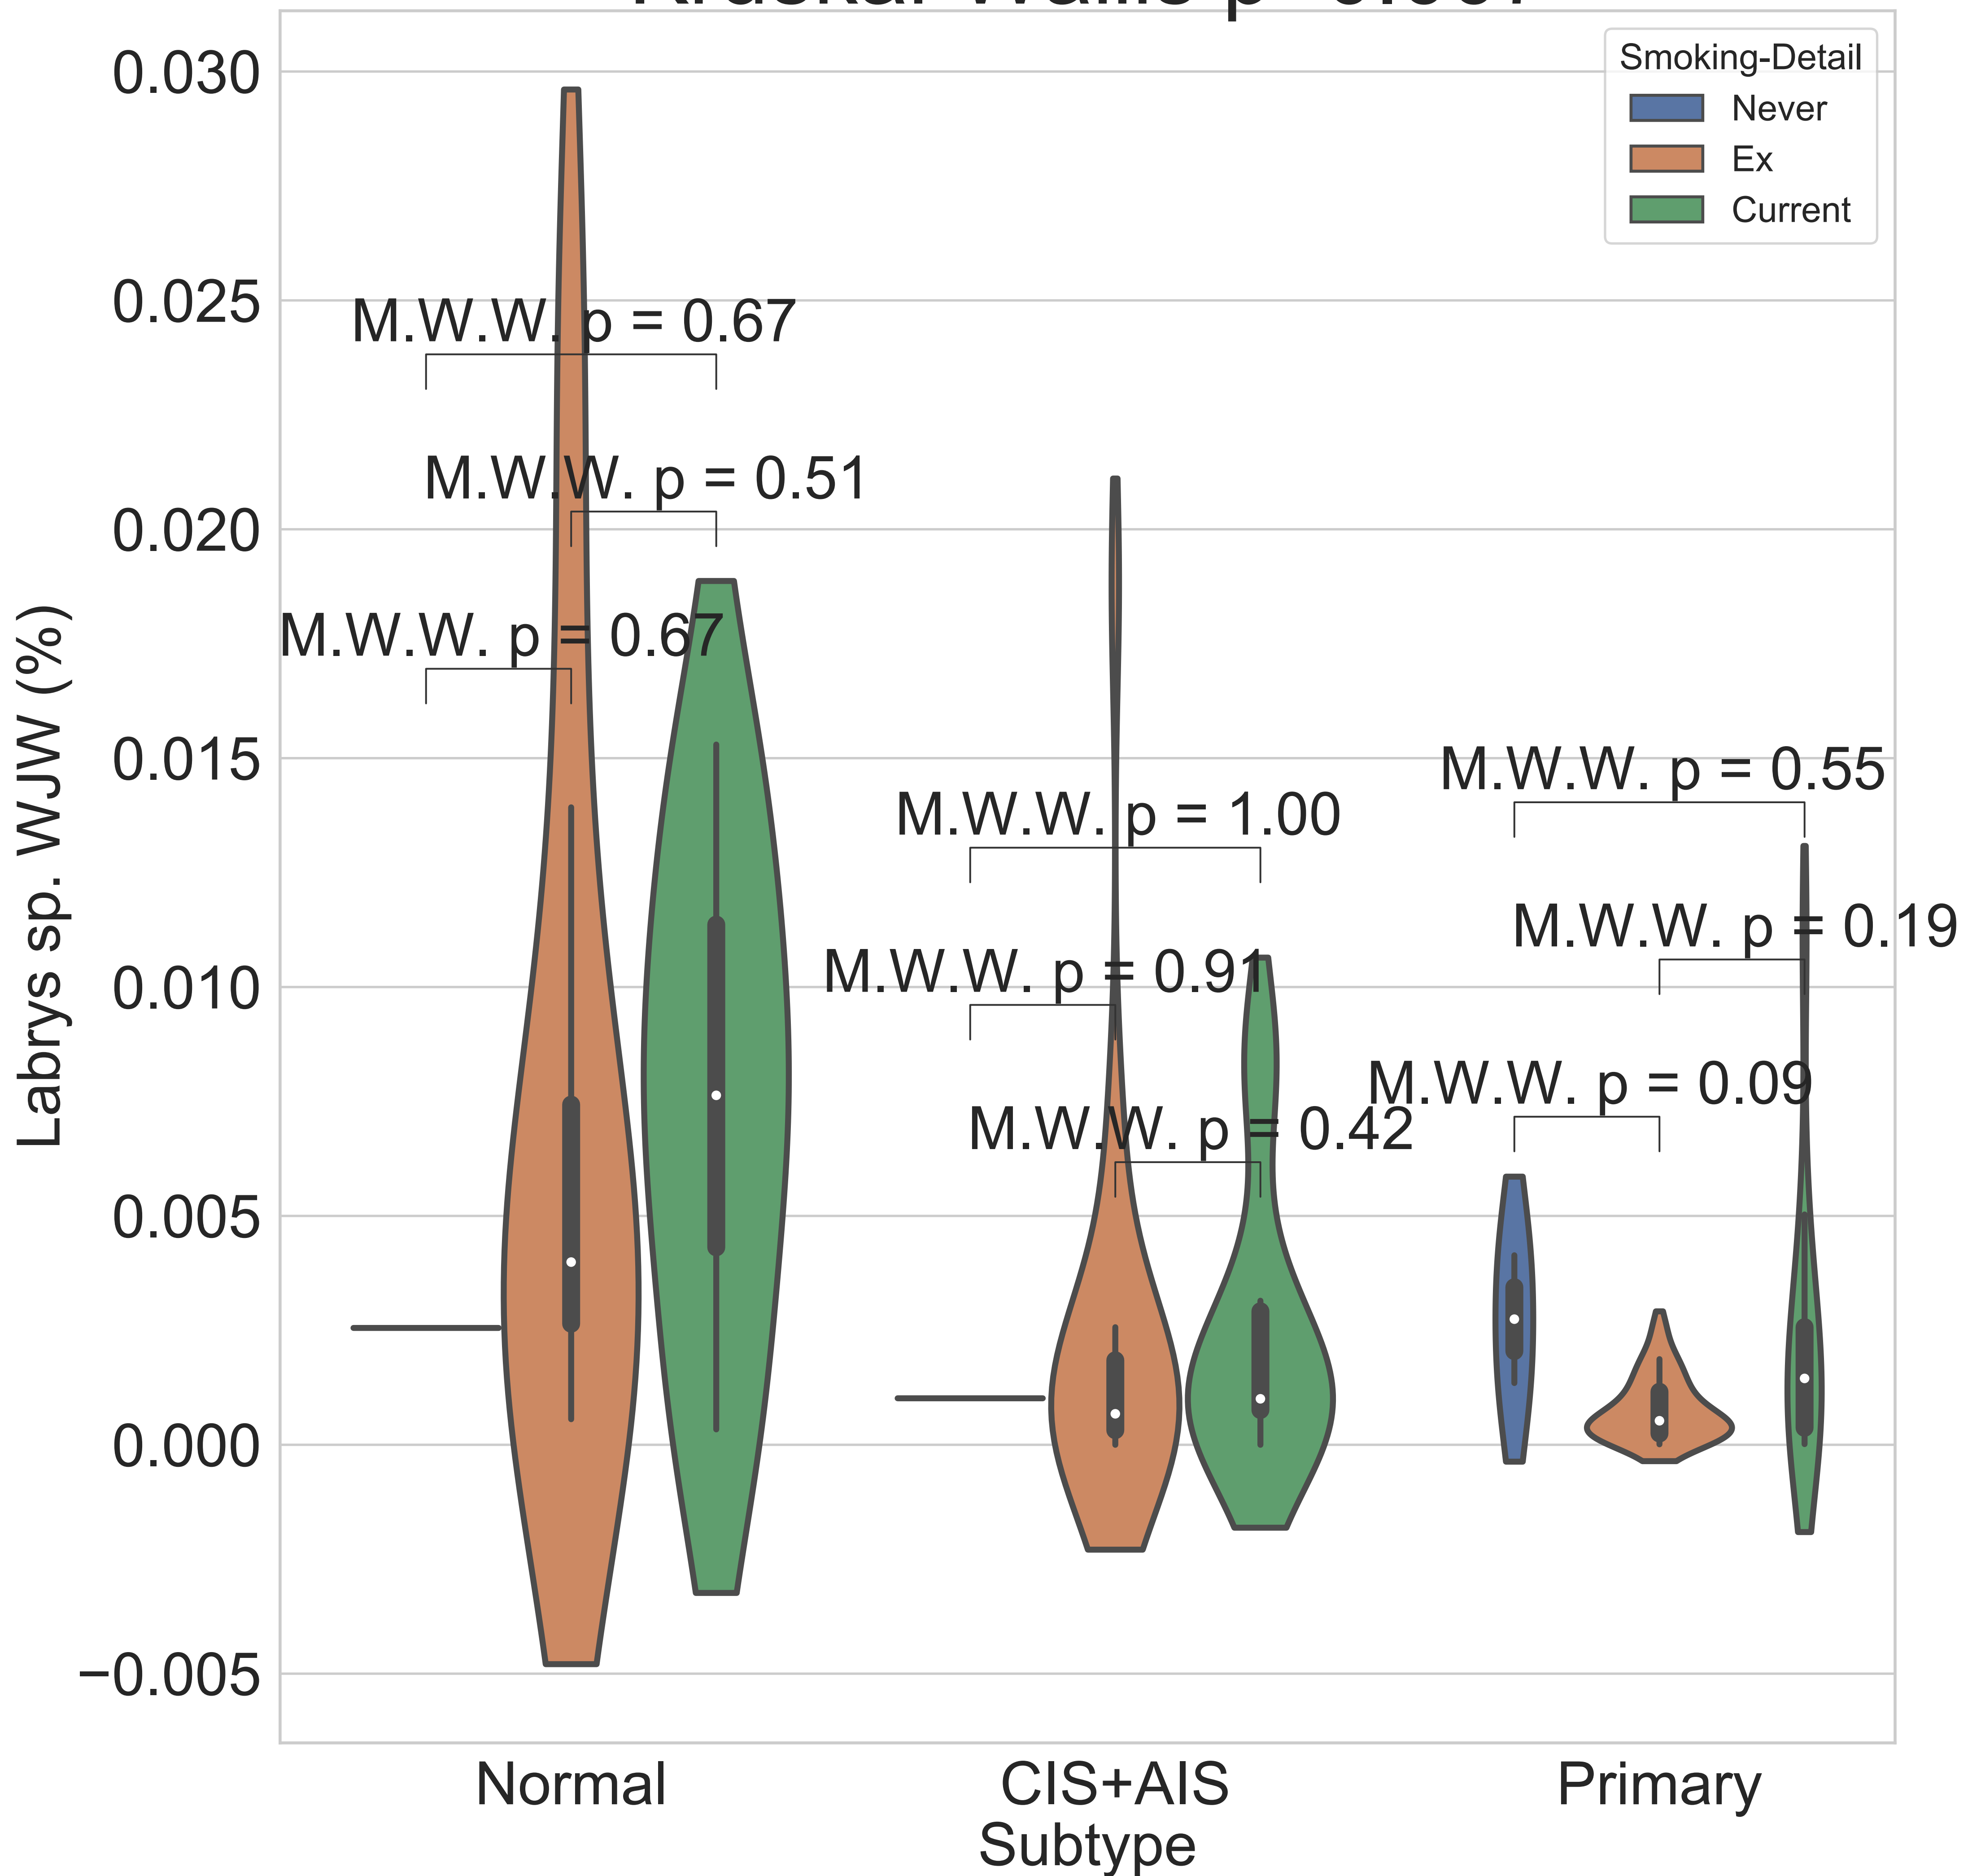 Smoking-Detail
Never
Ex
Current
0.030
0.025
0.020
0.015
0.010
0.005
0.000
−0.005
Labrys sp. WJW (%)
M.W.W. p = 0.67
M.W.W. p = 0.51
M.W.W. p = 0.67
M.W.W. p = 1.00
M.W.W. p = 0.91
M.W.W. p = 0.42
M.W.W. p = 0.55
M.W.W. p = 0.19
M.W.W. p = 0.09
Normal
CIS+AIS
Primary
Subtype